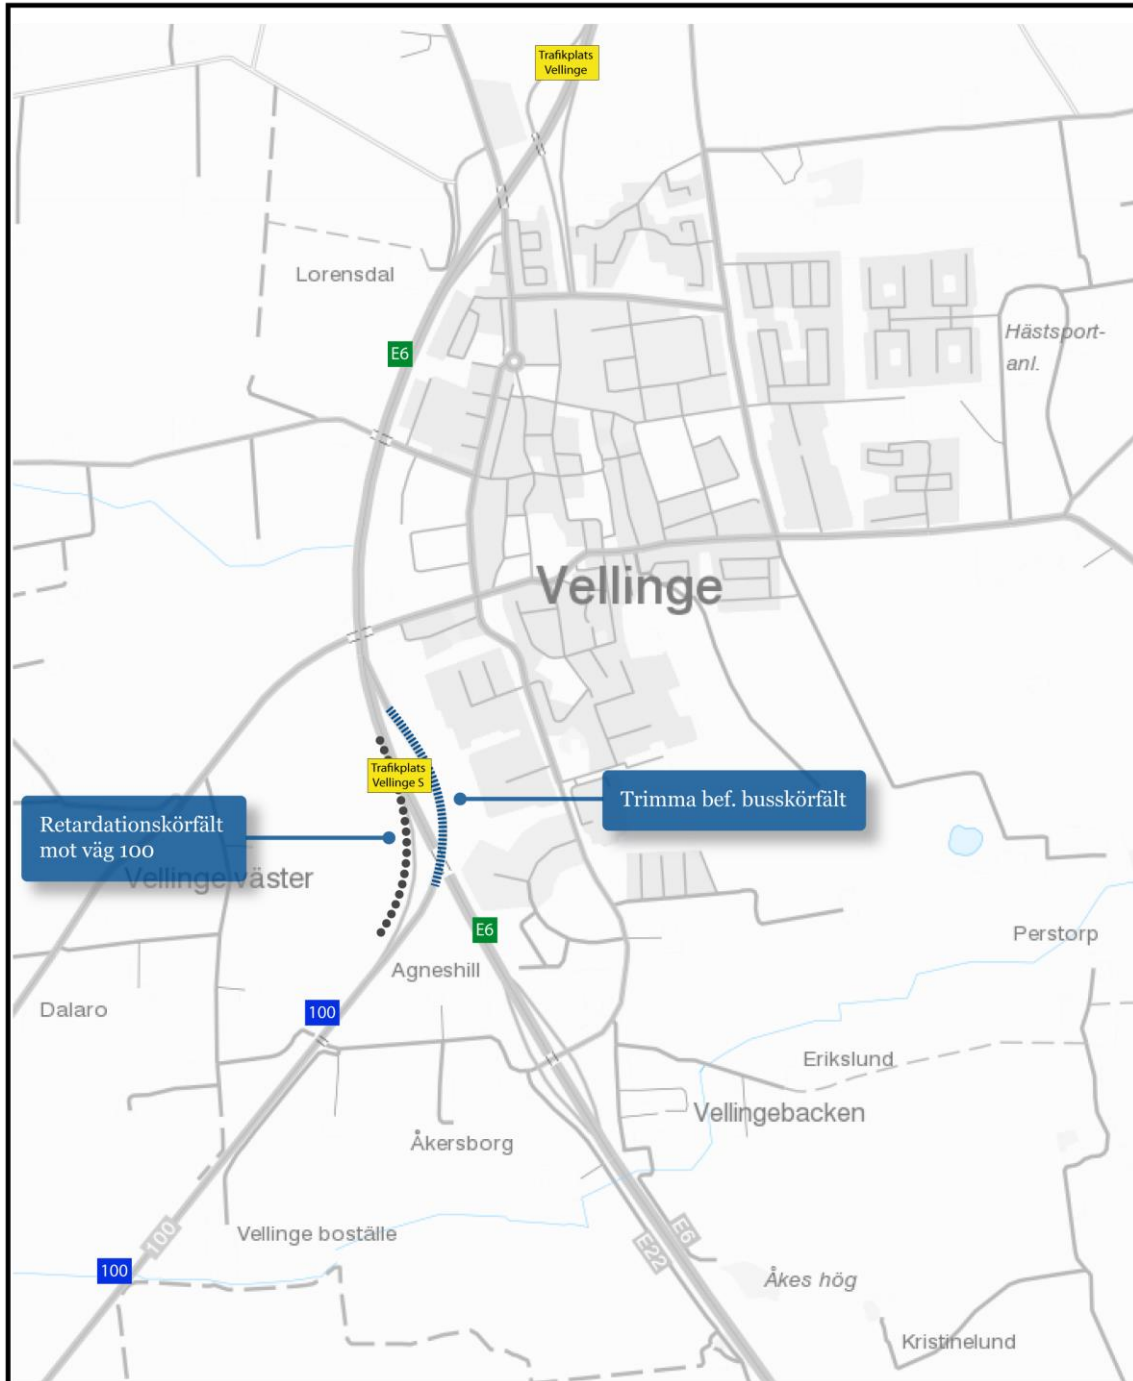 Trafikplats
Vellinge
Lorensdal
Hästsport-
anl.
E6
Vellinge
Trafikplats
Vellinge S
Trimma bef. busskörfält
Retardationskörfält
mot väg 100
Vellinge väster
E6
Perstorp
Agneshill
Dalaro
100
Erikslund
Vellingebacken
Åkersborg
Vellinge boställe
100
E6
E22
100
Åkes hög
Kristinelund